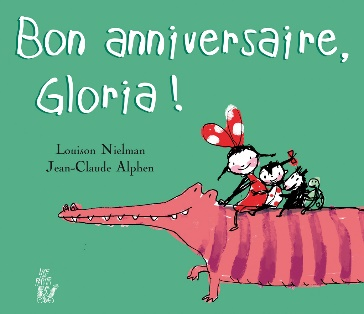 Bon anniversaire,
Gloria !
Louison Nielman
Jean-Claude Alphen